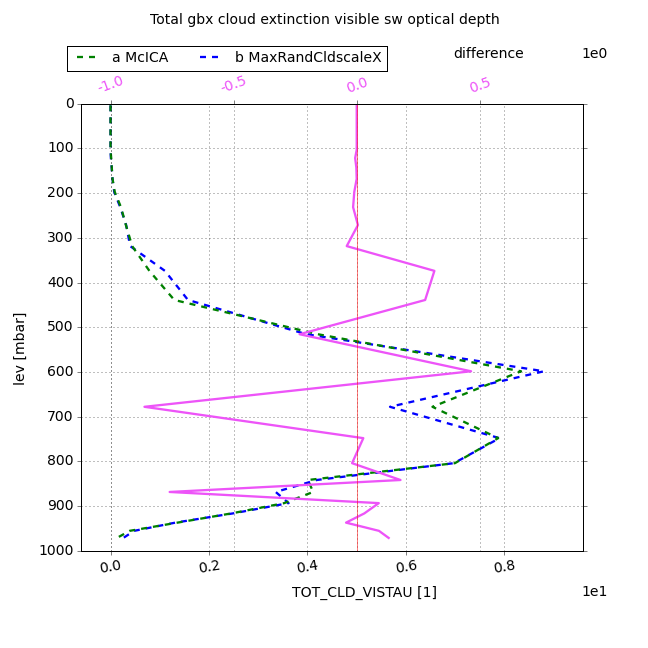 Total gbx cloud extinction visible sw optical depth
a McICA b MaxRandCldscaleX
difference 1e0
-1.0 -0.5 0.0 0.5
0
100
200
300
400
500
600
700
800
900
1000
lev [mbar]
0.0 0.2 0.4 0.6 0.8
TOT_CLD_VISTAU [1] 1e1